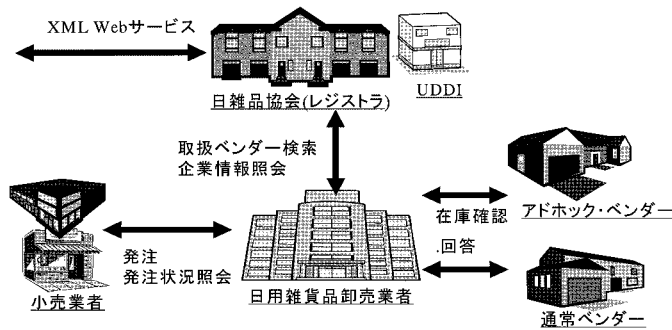 XML Webサービス
UDDI
日雑品協会(レジストラ)
取扱ベンダー検索
企業情報照会
アドホック・ベンダー
在庫確認
.回答
発注
発注状況照会
小売業者
日用雑貨品卸売業者
通常ベンダー